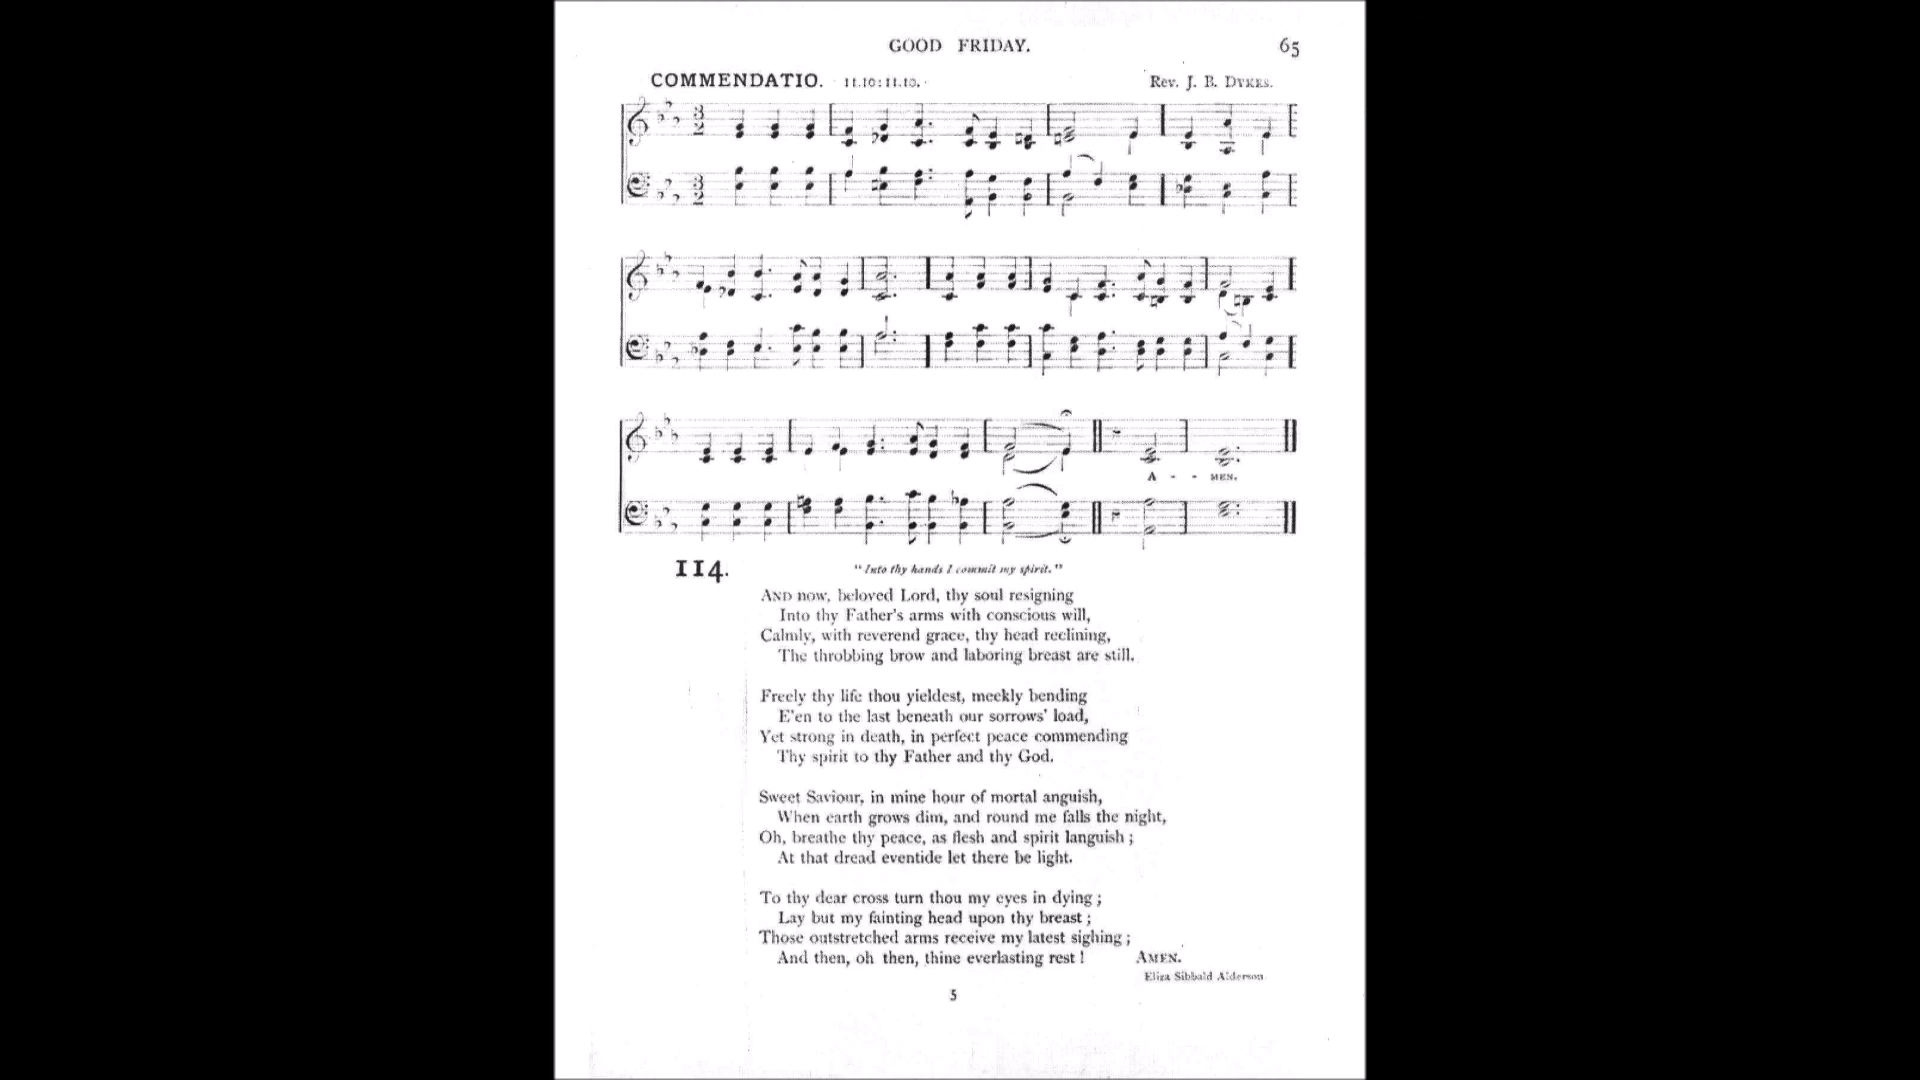 GOOD FRIDAY. 65
COMMENDATIO. 11.10:11.10. Rev. J. B. DYKES.
3
2
3
2
A - - MEN.
114. "Into thy hands I commit my spirit."
AND now, beloved Lord, thy soul resigning
Into thy Father's arms with conscious will,
Calmly, with reverend grace, thy head reclining,
The throbbing brow and laboring breast are still.
Freely thy life thou yieldest, meekly bending
E'en to the last beneath our sorrows' load,
Yet strong in death, in perfect peace commending
Thy spirit to thy Father and thy God.
Sweet Saviour, in mine hour of mortal anguish,
When earth grows dim, and round me falls the night,
Oh, breathe thy peace, as flesh and spirit languish ;
At that dread eventide let there be light.
To thy dear cross turn thou my eyes in dying ;
Lay but my fainting head upon thy breast ;
Those outstretched arms receive my latest sighing ;
And then, oh then, thine everlasting rest ! AMEN.
Eliza Sibbald Alderson
5